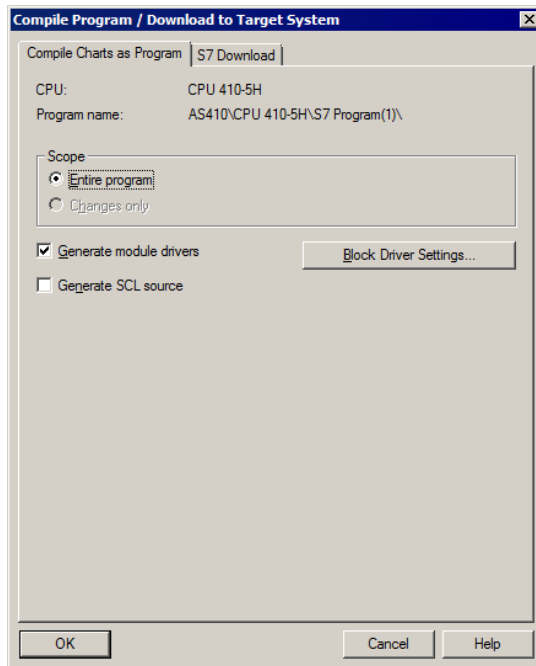 Compile Program / Download to Target System
Compile Charts as Program
S7 Download
CPU:
CPU 410-5H
Program name:
AS410\CPU 410-5H\S7 Program(1)\
Scope
Entire program
Changes only
Generate module drivers
Block Driver Settings...
Generate SCL source
OK
Cancel
Help